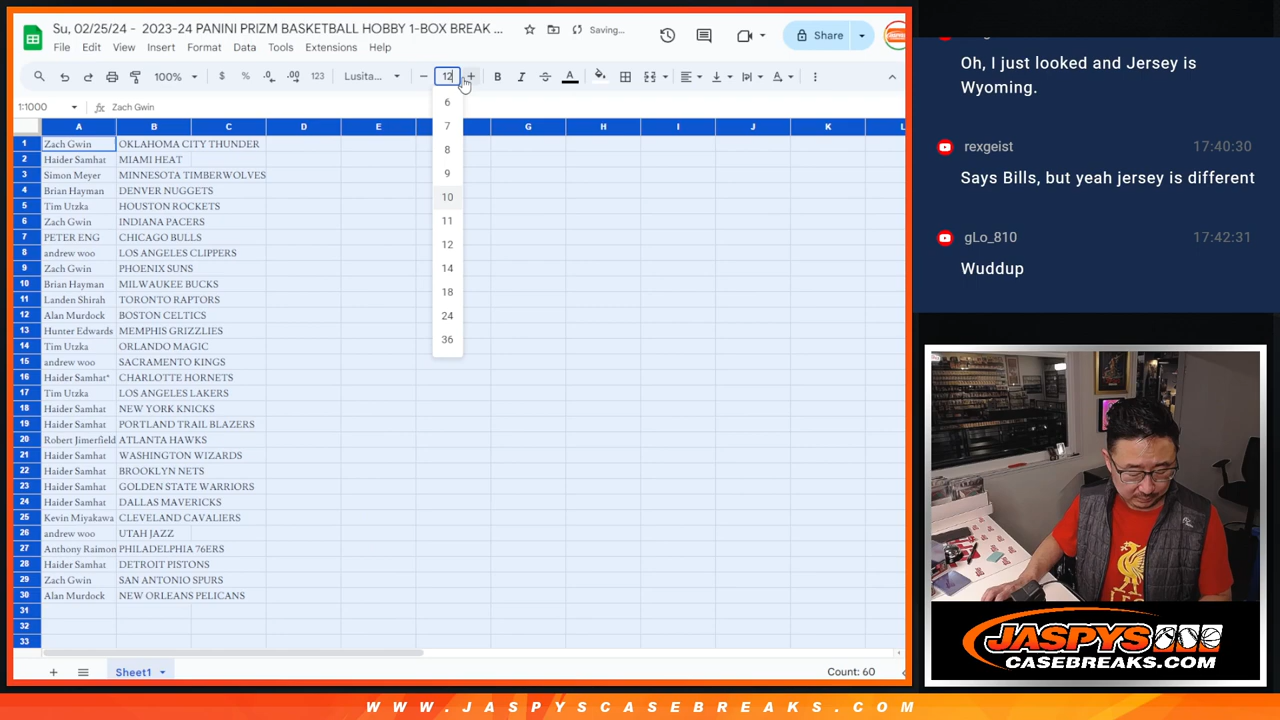 Su, 02/25/24 - 2023-24 PANINI PRIZM BASKETBALL HOBBY 1-BOX BREAK ...
Saving...
Share
File Edit View Insert Format Data Tools Extensions Help
100% $ % .0 .00 123 Lusita... 12 B I A
1:1000 fx Zach Gwin
A B C D E G H I J K L
1 Zach Gwin OKLAHOMA CITY THUNDER
2 Haider Samhat MIAMI HEAT
3 Simon Meyer MINNESOTA TIMBERWOLVES
4 Brian Hayman DENVER NUGGETS
5 Tim Utzka HOUSTON ROCKETS
6 Zach Gwin INDIANA PACERS
7 PETER ENG CHICAGO BULLS
8 andrew woo LOS ANGELES CLIPPERS
9 Zach Gwin PHOENIX SUNS
10 Brian Hayman MILWAUKEE BUCKS
11 Landen Shirah TORONTO RAPTORS
12 Alan Murdock BOSTON CELTICS
13 Hunter Edwards MEMPHIS GRIZZLIES
14 Tim Utzka ORLANDO MAGIC
15 andrew woo SACRAMENTO KINGS
16 Haider Samhat* CHARLOTTE HORNETS
17 Tim Utzka LOS ANGELES LAKERS
18 Haider Samhat NEW YORK KNICKS
19 Haider Samhat PORTLAND TRAIL BLAZERS
20 Robert Jimerfield ATLANTA HAWKS
21 Haider Samhat WASHINGTON WIZARDS
22 Haider Samhat BROOKLYN NETS
23 Haider Samhat GOLDEN STATE WARRIORS
24 Haider Samhat DALLAS MAVERICKS
25 Kevin Miyakawa CLEVELAND CAVALIERS
26 andrew woo UTAH JAZZ
27 Anthony Raimon PHILADELPHIA 76ERS
28 Haider Samhat DETROIT PISTONS
29 Zach Gwin SAN ANTONIO SPURS
30 Alan Murdock NEW ORLEANS PELICANS
31
32
33
6
7
8
9
10
11
12
14
18
24
36
Sheet1
Count: 60
Oh, I just looked and Jersey is
Wyoming.
rexgeist 17:40:30
Says Bills, but yeah jersey is different
gLo_810 17:42:31
Wuddup
JASPYS
CASEBREAKS.COM
WWW.JASPYSCASEBREAKS.COM